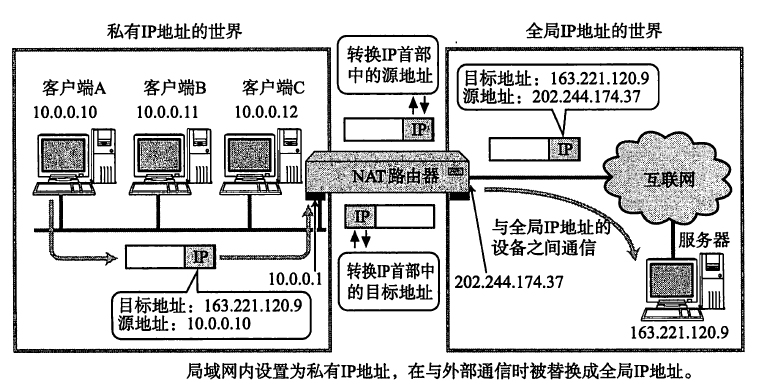 私有IP地址的世界
全局IP地址的世界
客户端A
10.0.0.10
客户端B
10.0.0.11
客户端C
10.0.0.12
转换IP首部
中的源地址
IP
目标地址：163.221.120.9
源地址：202.244.174.37
IP
NAT路由器
互联网
IP
与全局IP地址的
设备之间通信
服务器
IP
10.0.0.1
转换IP首部中
的目标地址
202.244.174.37
目标地址：163.221.120.9
源地址：10.0.0.10
163.221.120.9
局域网内设置为私有IP地址，在与外部通信时被替换成全局IP地址。